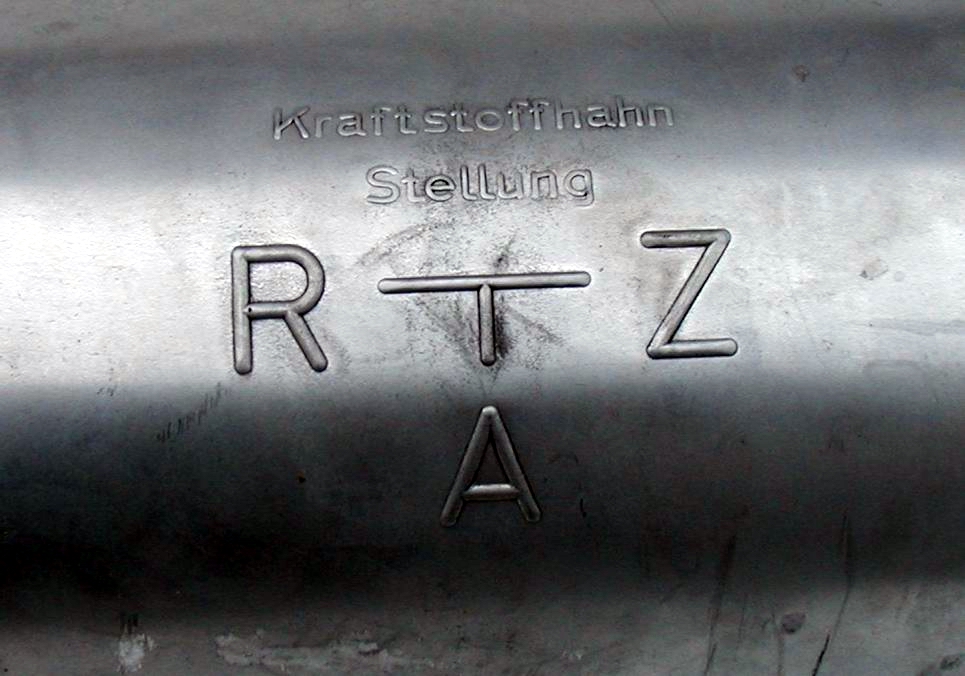 Kraftstoffhahn
Stellung
R T Z
A